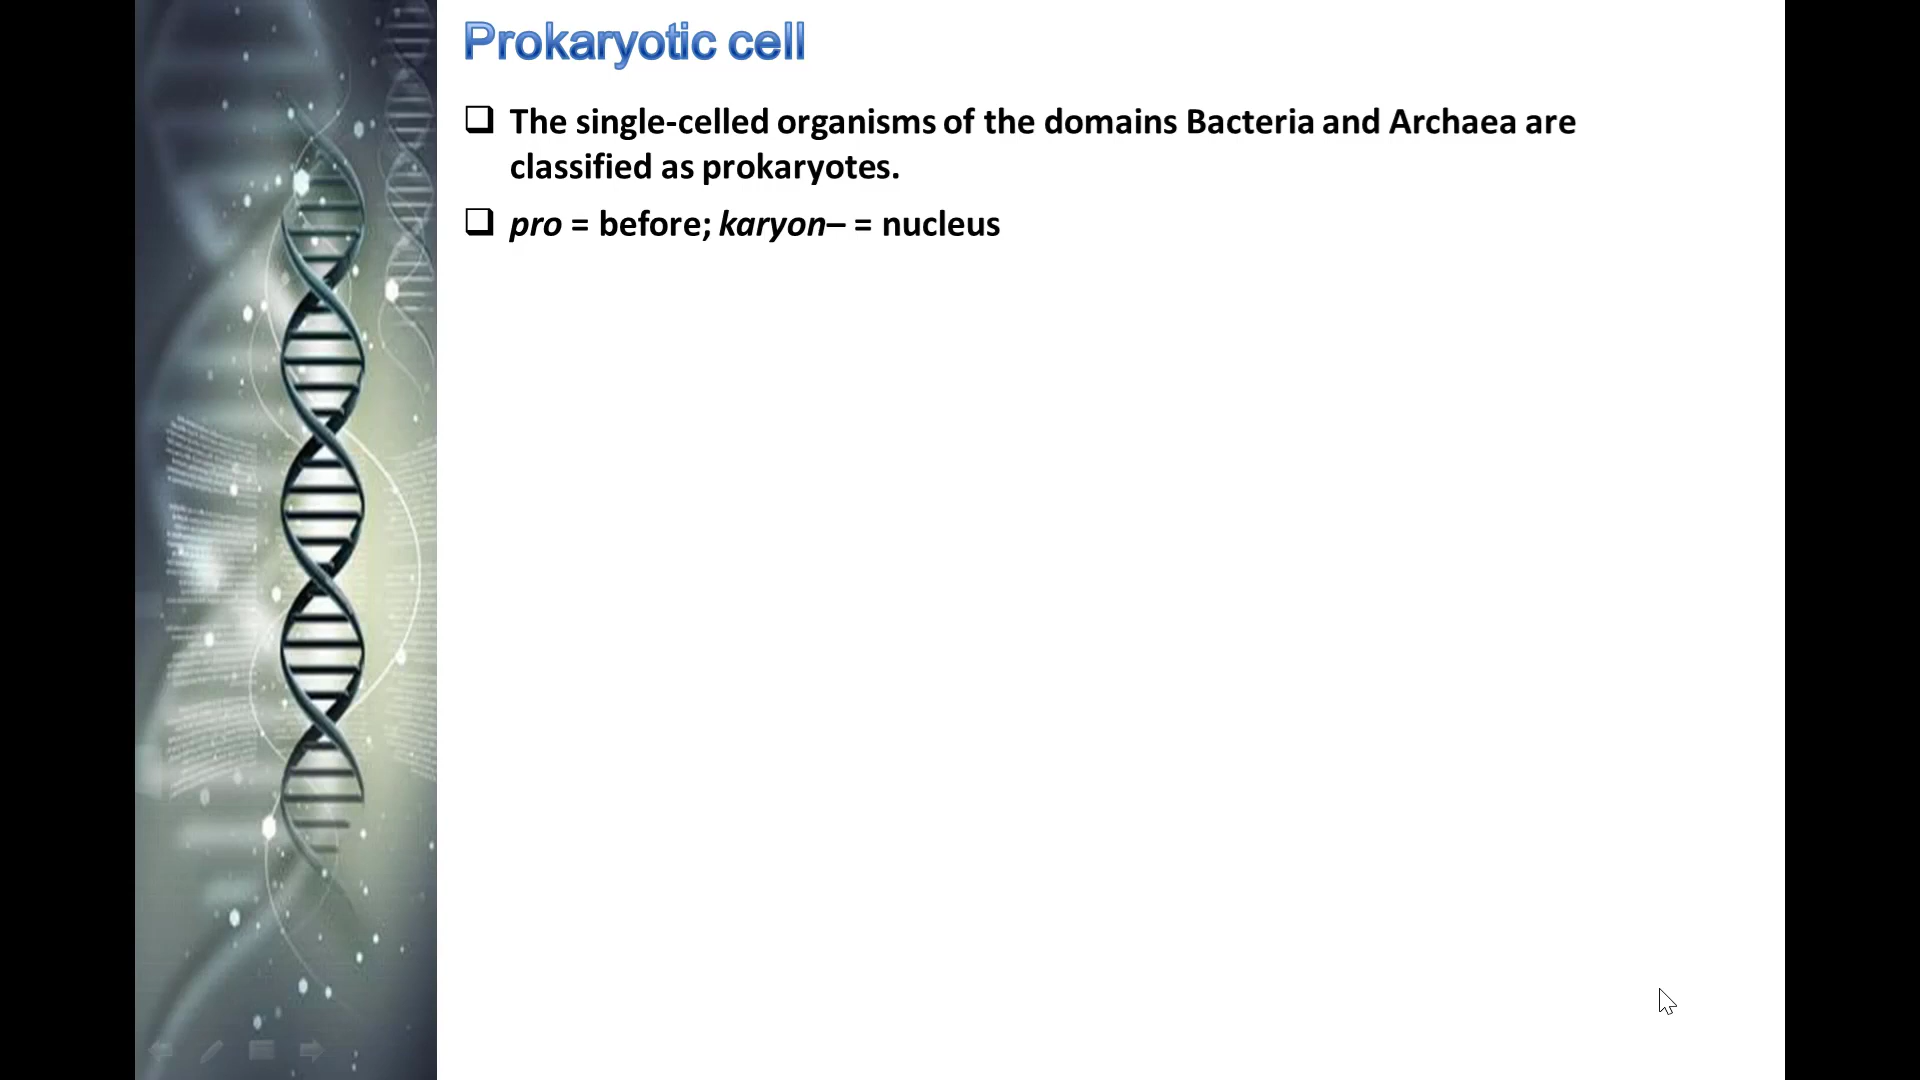 Prokaryotic cell
❑ The single-celled organisms of the domains Bacteria and Archaea are
classified as prokaryotes.
❑ pro = before; karyon– = nucleus